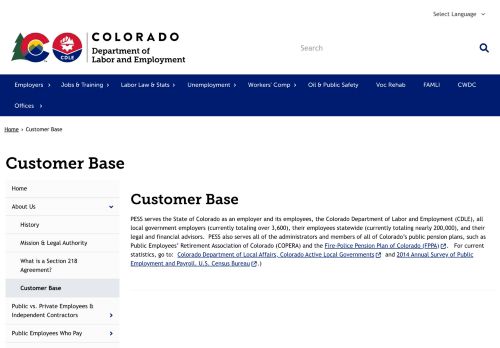 Select Language
COLORADO
Department of
Labor and Employment
CDLE
Search
Employers
Jobs & Training
Labor Law & Stats
Unemployment
Workers' Comp
Oil & Public Safety
Voc Rehab
FAMLI
CWDC
Offices
Home › Customer Base
Customer Base
Home
About Us
History
Mission & Legal Authority
What is a Section 218
Agreement?
Customer Base
Public vs. Private Employees &
Independent Contractors
Public Employees Who Pay
Customer Base
PESS serves the State of Colorado as an employer and its employees, the Colorado Department of Labor and Employment (CDLE), all
local government employers (currently totaling over 3,600), their employees statewide (currently totaling nearly 200,000), and their
legal and financial advisors.  PESS also serves all of the administrators and members of all of Colorado's public pension plans, such as
Public Employees' Retirement Association of Colorado (COPERA) and the Fire-Police Pension Plan of Colorado (FPPA).  For current
statistics, go to:  Colorado Department of Local Affairs, Colorado Active Local Governments and 2014 Annual Survey of Public
Employment and Payroll, U.S. Census Bureau.)